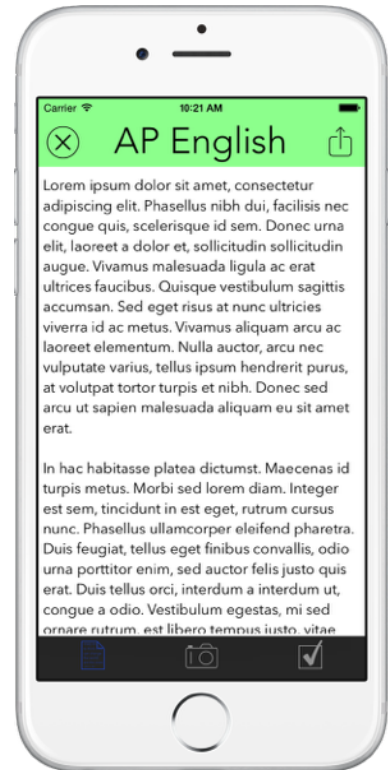 Carrier 10:21 AM
AP English
Lorem ipsum dolor sit amet, consectetur
adipiscing elit. Phasellus nibh dui, facilisis nec
congue quis, scelerisque id sem. Donec urna
elit, laoreet a dolor et, sollicitudin sollicitudin
augue. Vivamus malesuada ligula ac erat
ultrices faucibus. Quisque vestibulum sagittis
accumsan. Sed eget risus at nunc ultricies
viverra id ac metus. Vivamus aliquam arcu ac
laoreet elementum. Nulla auctor, arcu nec
vulputate varius, tellus ipsum hendrerit purus,
at volutpat tortor turpis et nibh. Donec sed
arcu ut sapien malesuada aliquam eu sit amet
erat.
In hac habitasse platea dictumst. Maecenas id
turpis metus. Morbi sed lorem diam. Integer
est sem, tincidunt in est eget, rutrum cursus
nunc. Phasellus ullamcorper eleifend pharetra.
Duis feugiat, tellus eget finibus convallis, odio
urna porttitor enim, sed auctor felis justo quis
erat. Duis tellus orci, interdum a interdum ut,
congue a odio. Vestibulum egestas, mi sed
ornare rutrum, est libero tempus justo, vitae